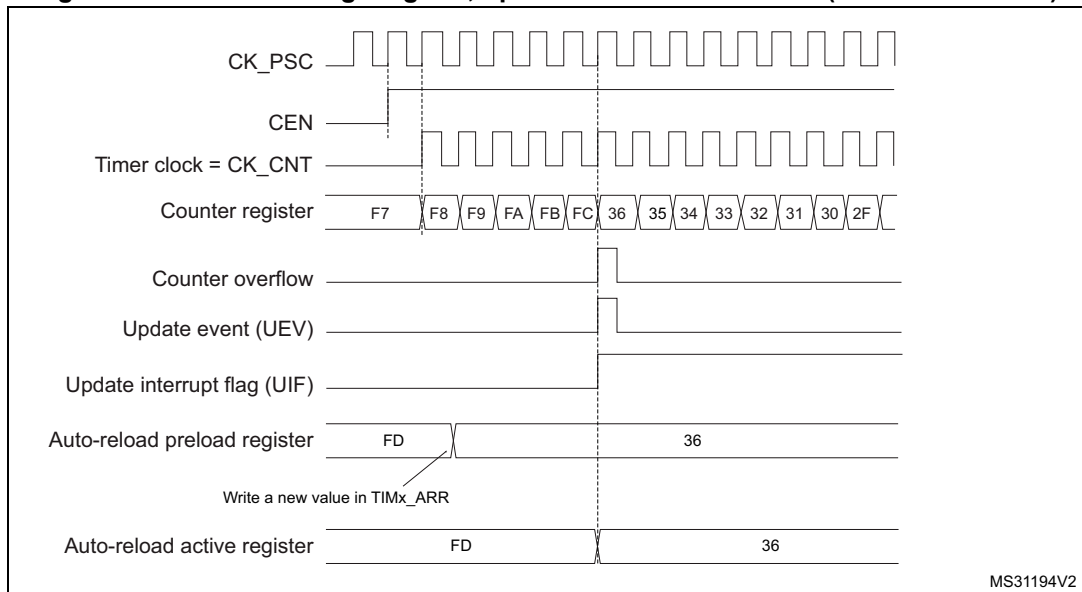 CK_PSC
CEN
Timer clock = CK_CNT
Counter register F7 F8 F9 FA FB FC 36 35 34 33 32 31 30 2F
Counter overflow
Update event (UEV)
Update interrupt flag (UIF)
Auto-reload preload register FD 36
Write a new value in TIMx_ARR
Auto-reload active register FD 36
MS31194V2